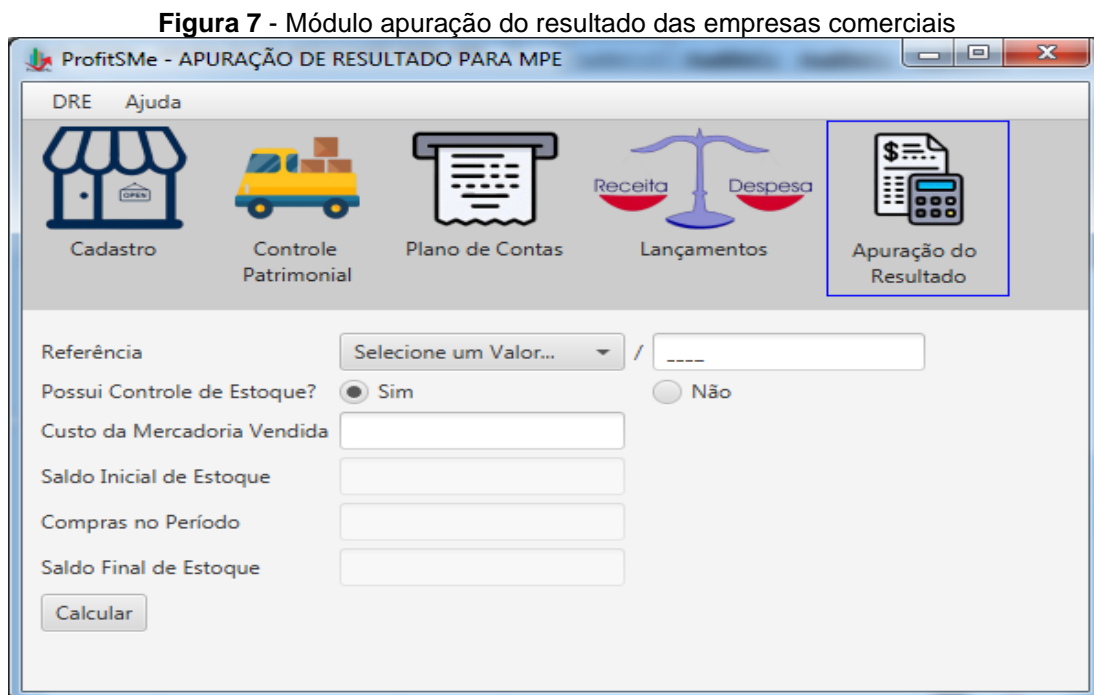 Figura 7 - Módulo apuração do resultado das empresas comerciais
ProfitSMe - APURAÇÃO DE RESULTADO PARA MPE
DRE Ajuda
OPEN
Receita Despesa
$
Cadastro Controle Patrimonial Plano de Contas Lançamentos Apuração do Resultado
Referência Selecione um Valor... / ____
Possui Controle de Estoque? Sim Não
Custo da Mercadoria Vendida
Saldo Inicial de Estoque
Compras no Período
Saldo Final de Estoque
Calcular